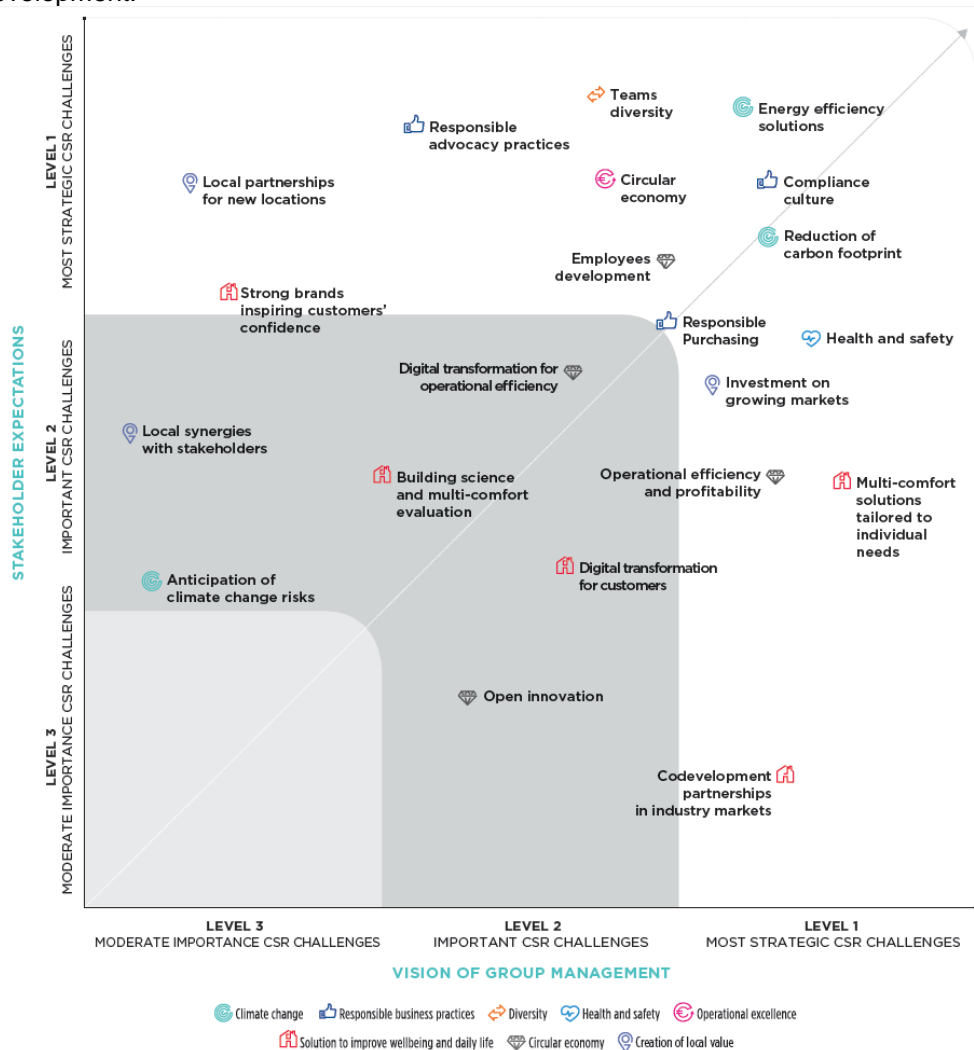 LEVEL 1
MOST STRATEGIC CSR CHALLENGES
Teams
diversity
Energy efficiency
solutions
Responsible
advocacy practices
Local partnerships
for new locations
Circular
economy
Compliance
culture
Reduction of
carbon footprint
Employees
development
Strong brands
inspiring customers'
confidence
Responsible
Purchasing
Health and safety
STAKEHOLDER EXPECTATIONS
LEVEL 2
IMPORTANT CSR CHALLENGES
Digital transformation for
operational efficiency
Investment on
growing markets
Local synergies
with stakeholders
Building science
and multi-comfort
evaluation
Operational efficiency
and profitability
Multi-comfort
solutions
tailored to
individual
needs
Anticipation of
climate change risks
Digital transformation
for customers
LEVEL 3
MODERATE IMPORTANCE CSR CHALLENGES
Open innovation
Codevelopment
partnerships
in industry markets
LEVEL 3
MODERATE IMPORTANCE CSR CHALLENGES
LEVEL 2
IMPORTANT CSR CHALLENGES
LEVEL 1
MOST STRATEGIC CSR CHALLENGES
VISION OF GROUP MANAGEMENT
Climate change
Responsible business practices
Diversity
Health and safety
Operational excellence
Solution to improve wellbeing and daily life
Circular economy
Creation of local value